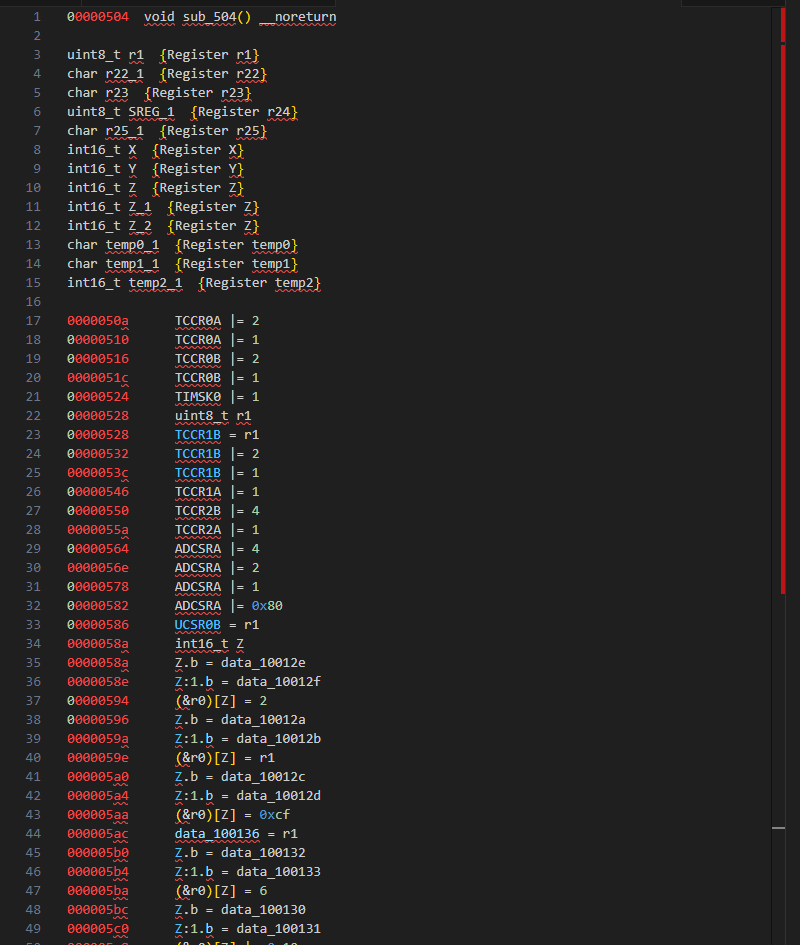 1 00000504 void sub_504() __noreturn
2
3 uint8_t r1 {Register r1}
4 char r22_1 {Register r22}
5 char r23 {Register r23}
6 uint8_t SREG_1 {Register r24}
7 char r25_1 {Register r25}
8 int16_t X {Register X}
9 int16_t Y {Register Y}
10 int16_t Z {Register Z}
11 int16_t Z_1 {Register Z}
12 int16_t Z_2 {Register Z}
13 char temp0_1 {Register temp0}
14 char temp1_1 {Register temp1}
15 int16_t temp2_1 {Register temp2}
16
17 0000050a TCCR0A |= 2
18 00000510 TCCR0A |= 1
19 00000516 TCCR0B |= 2
20 0000051c TCCR0B |= 1
21 00000524 TIMSK0 |= 1
22 00000528 uint8_t r1
23 00000528 TCCR1B = r1
24 00000532 TCCR1B |= 2
25 0000053c TCCR1B |= 1
26 00000546 TCCR1A |= 1
27 00000550 TCCR2B |= 4
28 0000055a TCCR2A |= 1
29 00000564 ADCSRA |= 4
30 0000056e ADCSRA |= 2
31 00000578 ADCSRA |= 1
32 00000582 ADCSRA |= 0x80
33 00000586 UCSR0B = r1
34 0000058a int16_t Z
35 0000058a Z.b = data_10012e
36 0000058e Z:1.b = data_10012f
37 00000594 (&r0)[Z] = 2
38 00000596 Z.b = data_10012a
39 0000059a Z:1.b = data_10012b
40 0000059e (&r0)[Z] = r1
41 000005a0 Z.b = data_10012c
42 000005a4 Z:1.b = data_10012d
43 000005aa (&r0)[Z] = 0xcf
44 000005ac data_100136 = r1
45 000005b0 Z.b = data_100132
46 000005b4 Z:1.b = data_100133
47 000005ba (&r0)[Z] = 6
48 000005bc Z.b = data_100130
49 000005c0 Z:1.b = data_100131